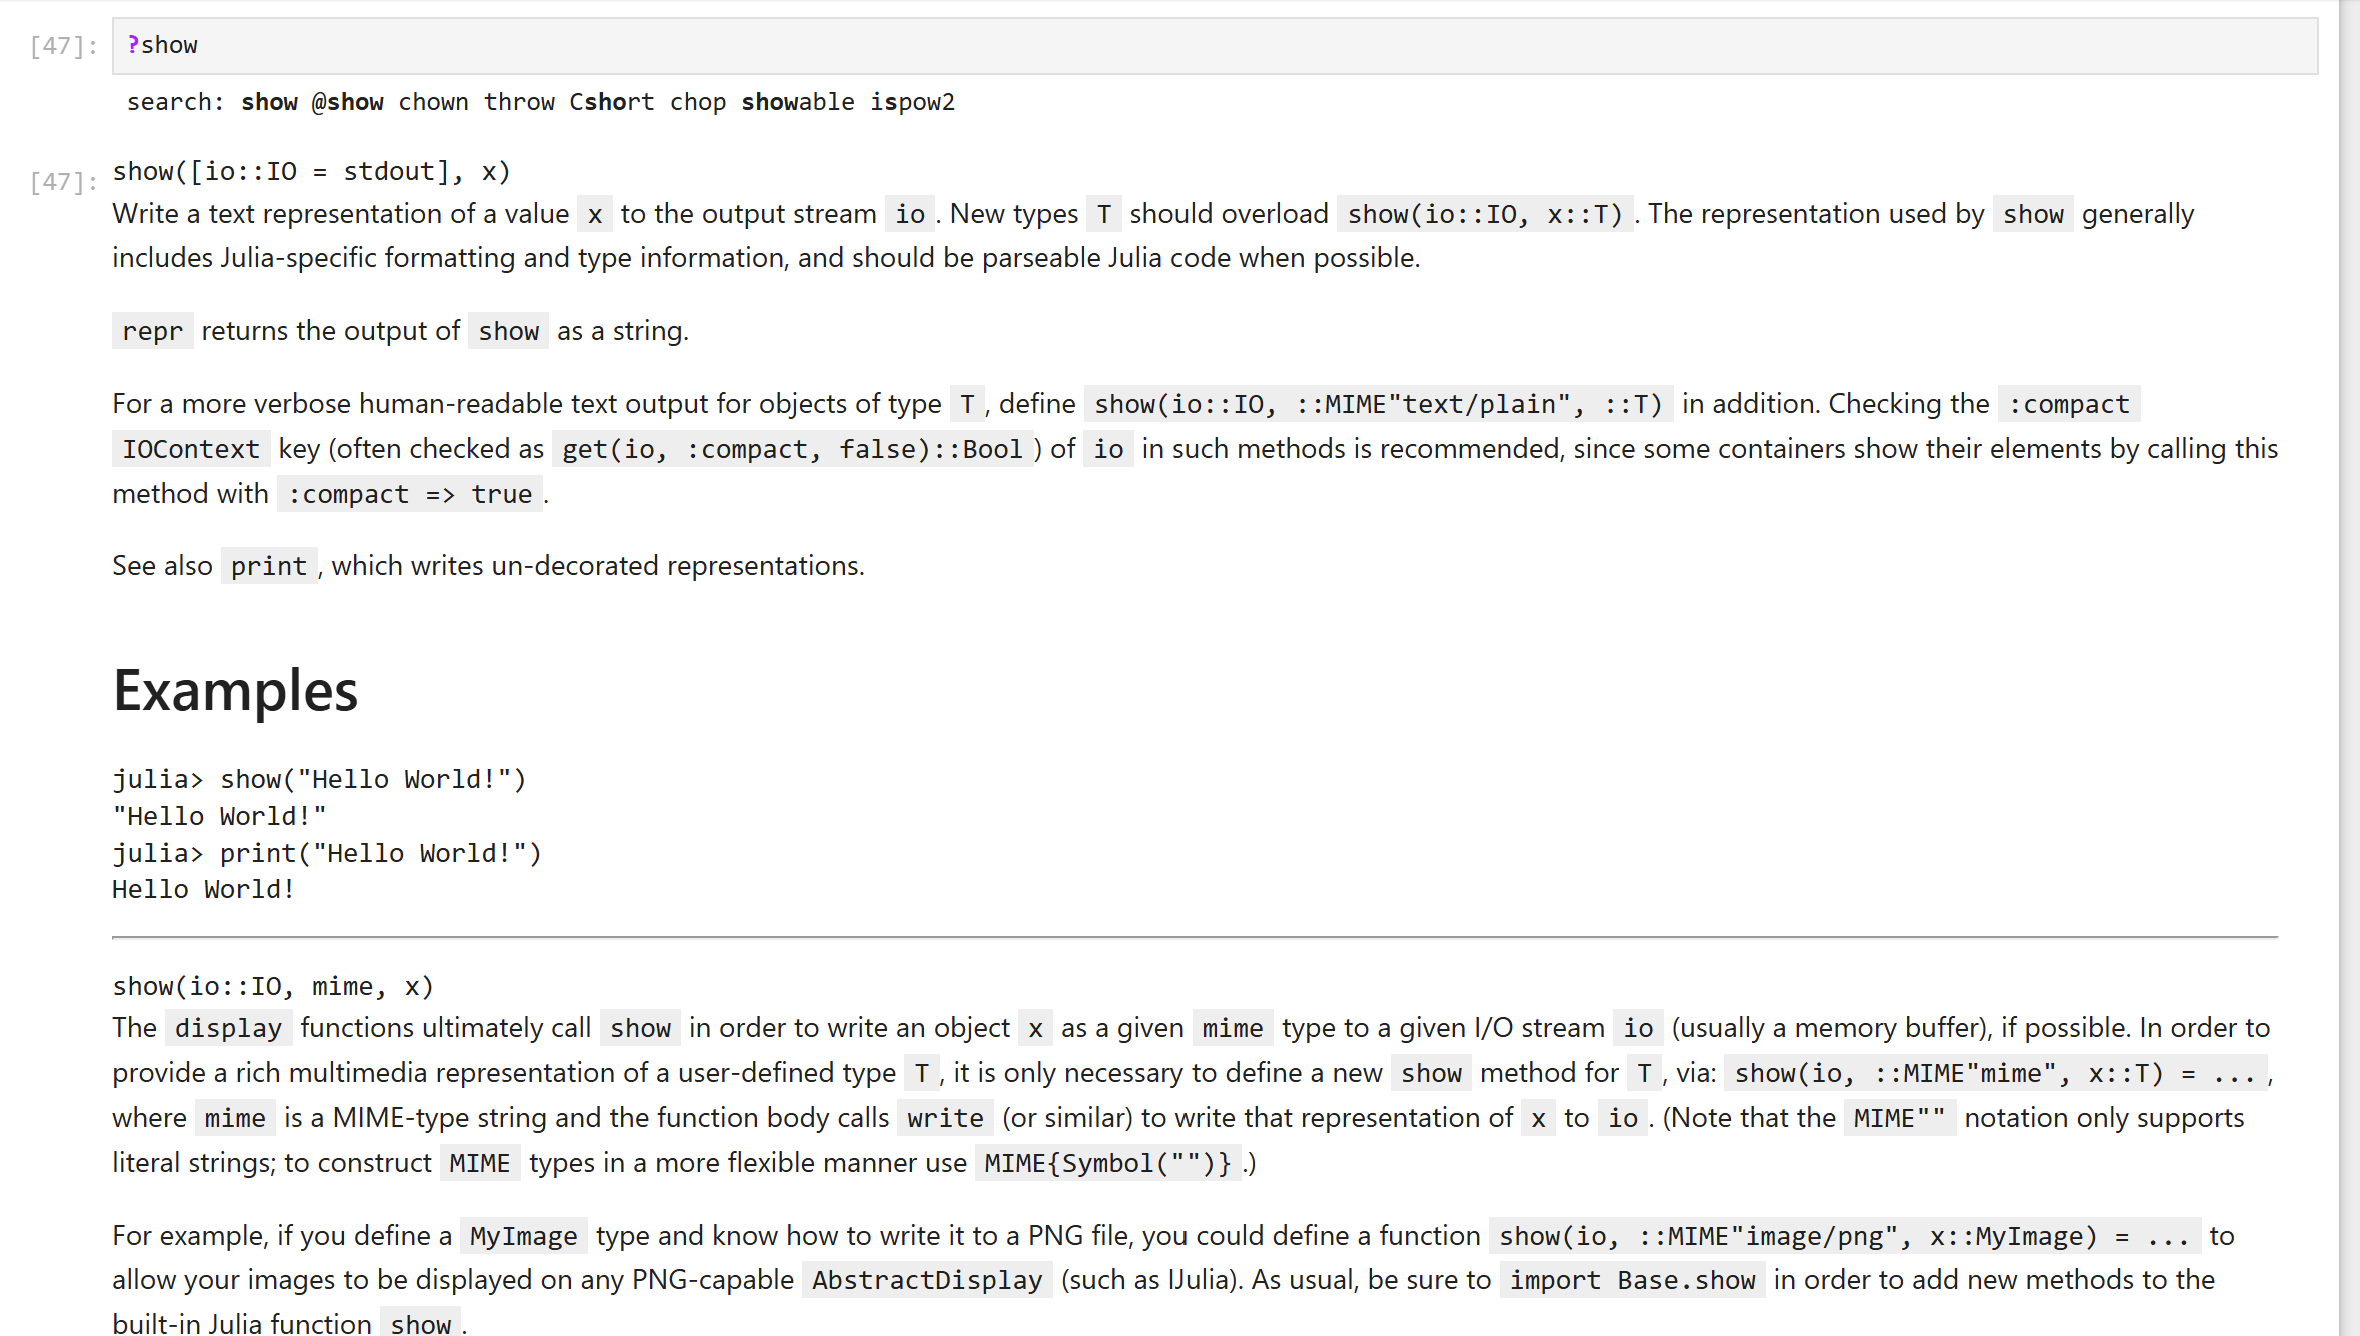 [47]: ?show
search: show @show chown throw Cshort chop showable ispow2
[47]: show([io::IO = stdout], x)
Write a text representation of a value x to the output stream io. New types T should overload show(io::IO, x::T). The representation used by show generally
includes Julia-specific formatting and type information, and should be parseable Julia code when possible.
repr returns the output of show as a string.
For a more verbose human-readable text output for objects of type T, define show(io::IO, ::MIME"text/plain", ::T) in addition. Checking the :compact
IOContext key (often checked as get(io, :compact, false)::Bool) of io in such methods is recommended, since some containers show their elements by calling this
method with :compact => true.
See also print, which writes un-decorated representations.
Examples
julia> show("Hello World!")
"Hello World!"
julia> print("Hello World!")
Hello World!
show(io::IO, mime, x)
The display functions ultimately call show in order to write an object x as a given mime type to a given I/O stream io (usually a memory buffer), if possible. In order to
provide a rich multimedia representation of a user-defined type T, it is only necessary to define a new show method for T, via: show(io, ::MIME"mime", x::T) = ...,
where mime is a MIME-type string and the function body calls write (or similar) to write that representation of x to io. (Note that the MIME"" notation only supports
literal strings; to construct MIME types in a more flexible manner use MIME{Symbol("")}.)
For example, if you define a MyImage type and know how to write it to a PNG file, you could define a function show(io, ::MIME"image/png", x::MyImage) = ... to
allow your images to be displayed on any PNG-capable AbstractDisplay (such as IJulia). As usual, be sure to import Base.show in order to add new methods to the
built-in Julia function show.